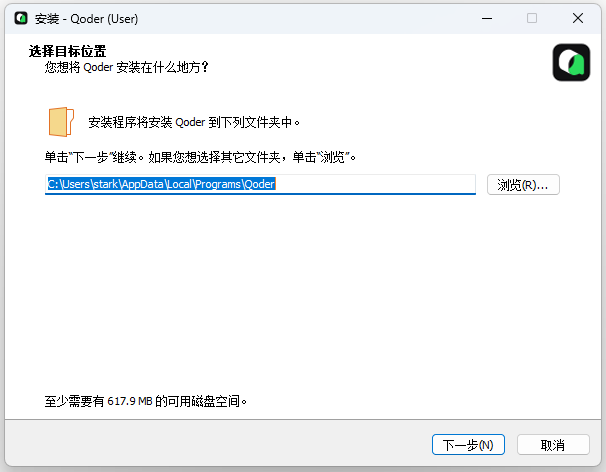 安装 - Qoder (User)
选择目标位置
您想将 Qoder 安装在什么地方？
安装程序将安装 Qoder 到下列文件夹中。
单击“下一步”继续。如果您想选择其它文件夹，单击“浏览”。
C:\Users\stark\AppData\Local\Programs\Qoder
浏览(R)...
至少需要有 617.9 MB 的可用磁盘空间。
下一步(N)
取消